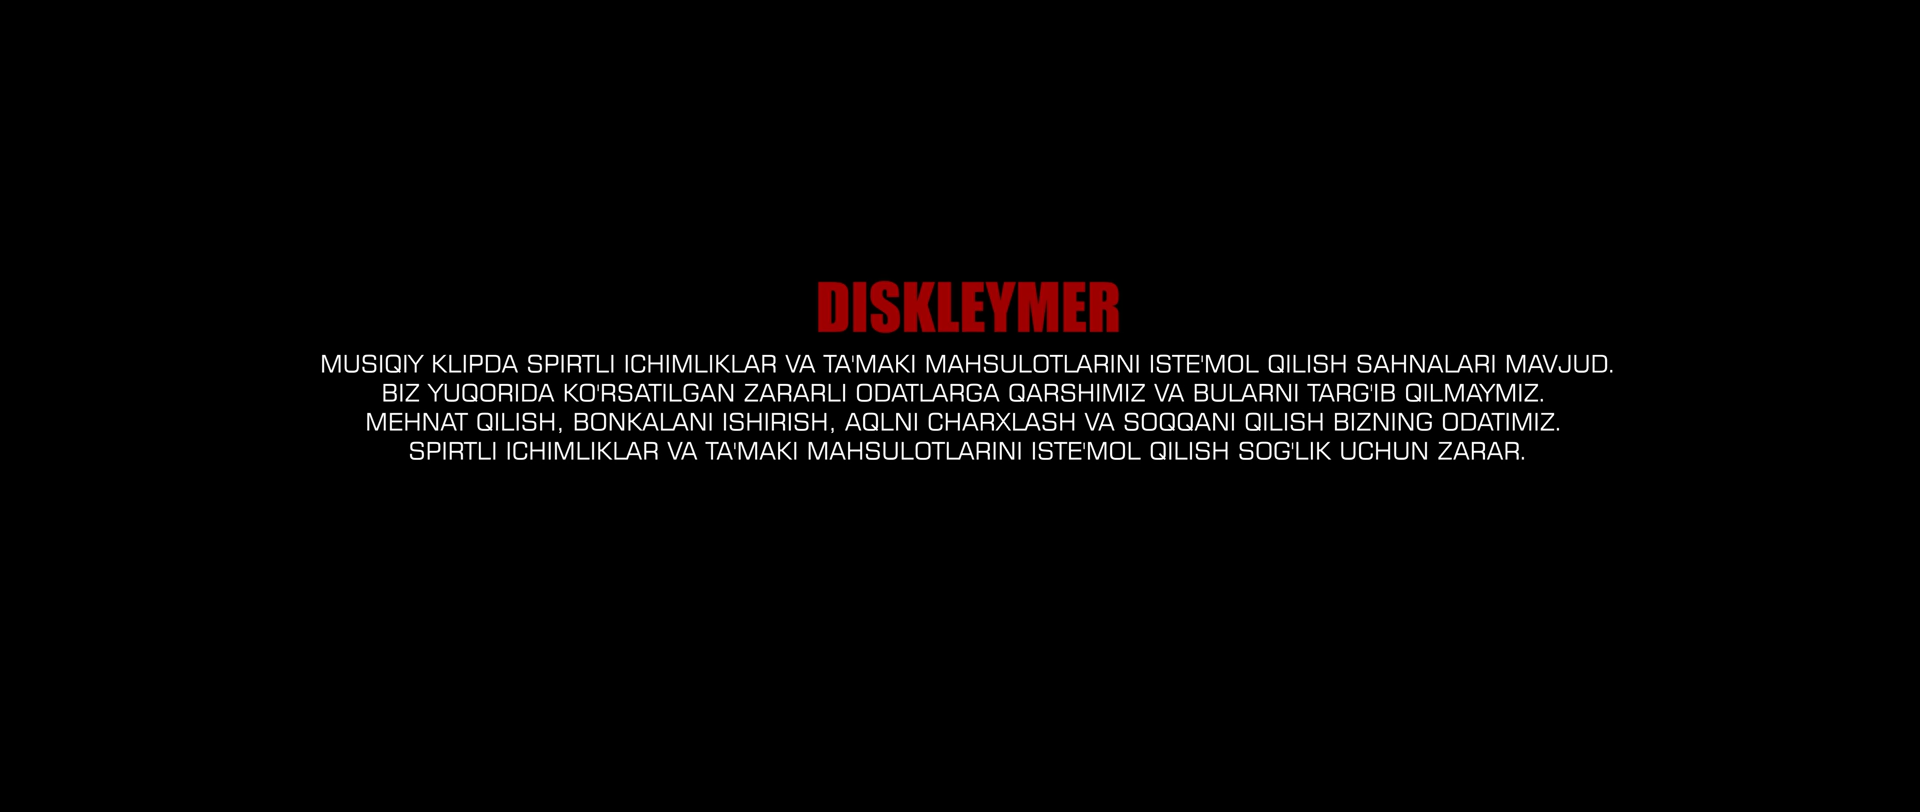 DISKLEYMER
MUSIQIY KLIPDA SPIRTLI ICHIMLIKLAR VA TA'MAKI MAHSULOTLARINI ISTE'MOL QILISH SAHNALARI MAVJUD.
BIZ YUQORIDA KO'RSATILGAN ZARARLI ODATLARGA QARSHIMIZ VA BULARNI TARG'IB QILMAYMIZ.
MEHNAT QILISH, BONKALANI ISHIRISH, AQLNI CHARXLASH VA SOQQANI QILISH BIZNING ODATIMIZ.
SPIRTLI ICHIMLIKLAR VA TA'MAKI MAHSULOTLARINI ISTE'MOL QILISH SOG'LIK UCHUN ZARAR.